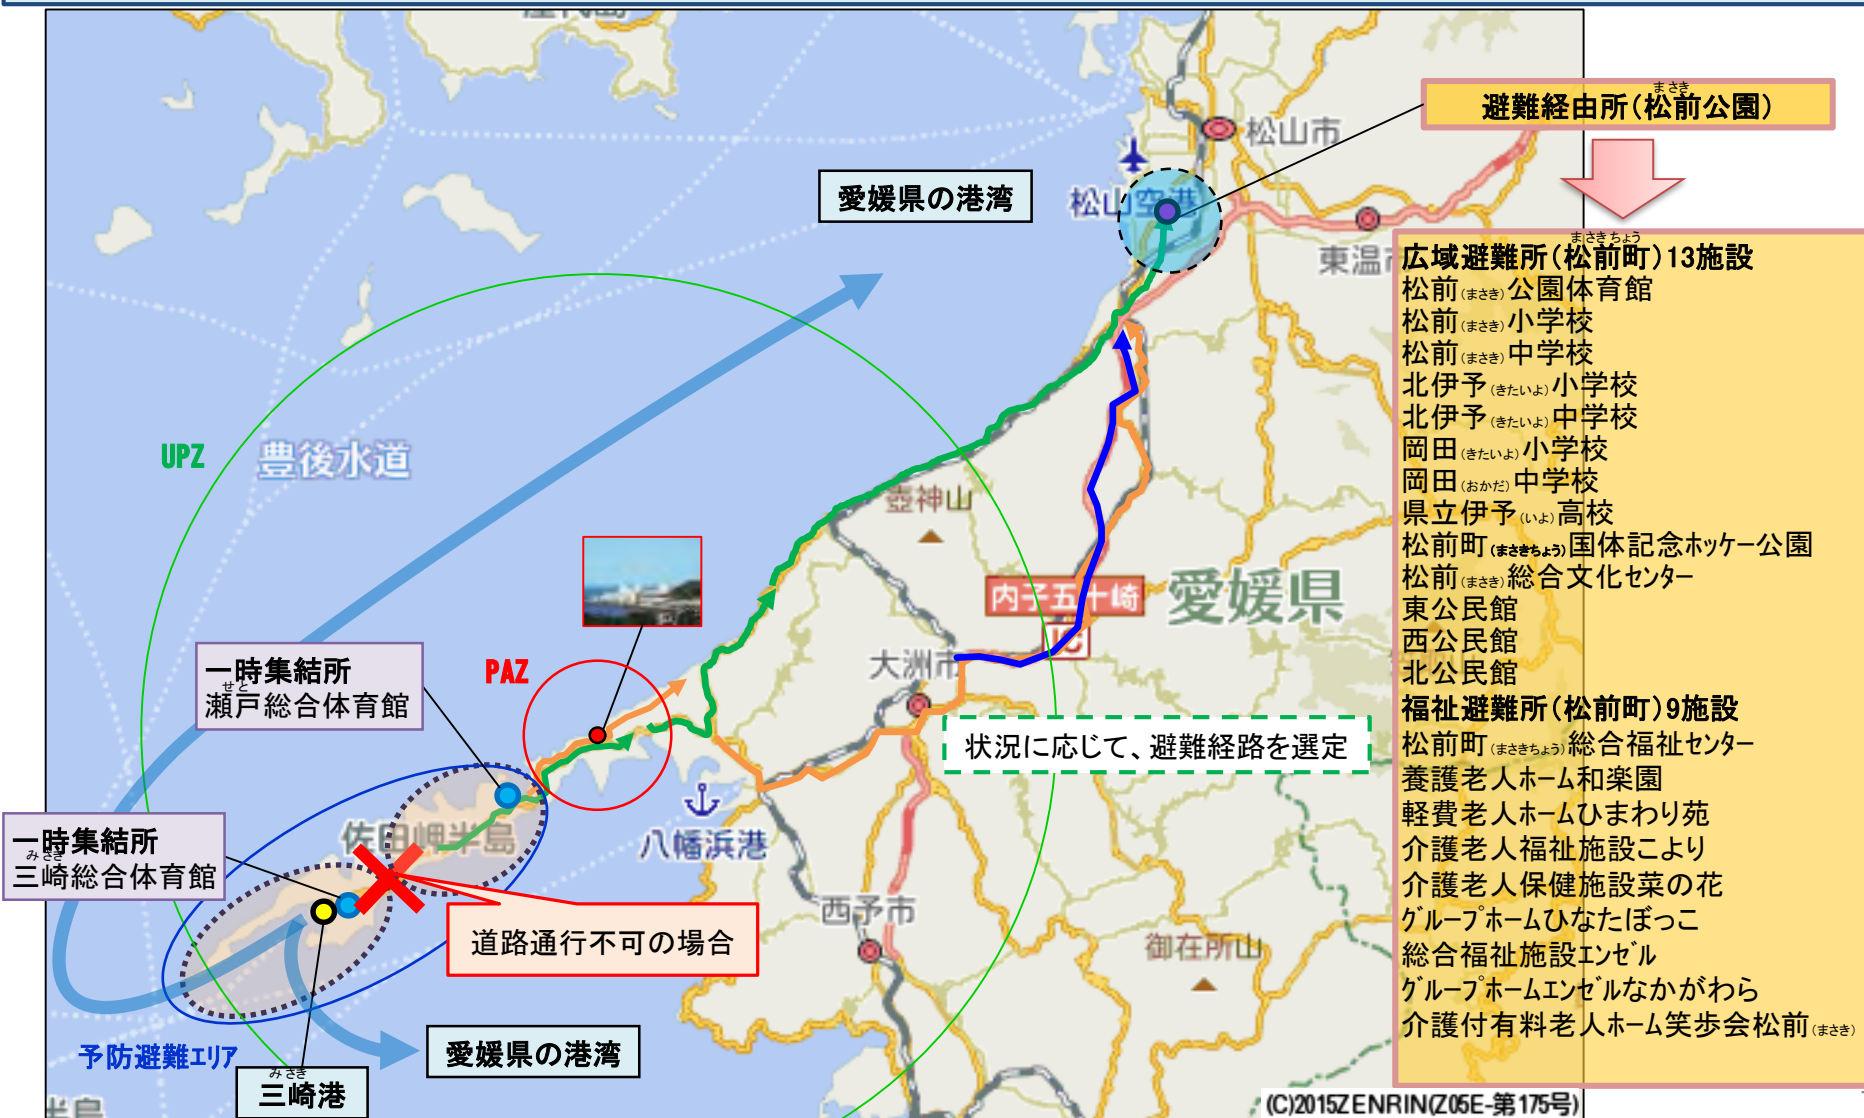 避難経由所(松前公園)
まさき
松山市
松山空港
愛媛県の港湾
東温市
広域避難所(松前町)13施設
まさきちょう
松前(まさき)公園体育館
松前(まさき)小学校
松前(まさき)中学校
北伊予(きたいよ)小学校
北伊予(きたいよ)中学校
岡田(きたいよ)小学校
岡田(おかだ)中学校
県立伊予(いよ)高校
松前町(まさきちょう)国体記念ホッケー公園
松前(まさき)総合文化センター
東公民館
西公民館
北公民館
福祉避難所(松前町)9施設
松前町(まさきちょう)総合福祉センター
養護老人ホーム和楽園
軽費老人ホームひまわり苑
介護老人福祉施設こより
介護老人保健施設菜の花
グループホームひなたぼっこ
総合福祉施設エンゼル
グループホームエンゼルなかがわら
介護付有料老人ホーム笑歩会松前(まさき)
UPZ
豊後水道
壺神山
内子五十崎
IC
愛媛県
大洲市
PAZ
一時集結所
せと
瀬戸総合体育館
状況に応じて、避難経路を選定
一時集結所
みさき
三崎総合体育館
佐田岬半島
八幡浜港
道路通行不可の場合
西予市
御在所山
愛媛県の港湾
予防避難エリア
みさき
三崎港
半島
(C)2015ZENRIN(Z05E-第175号)